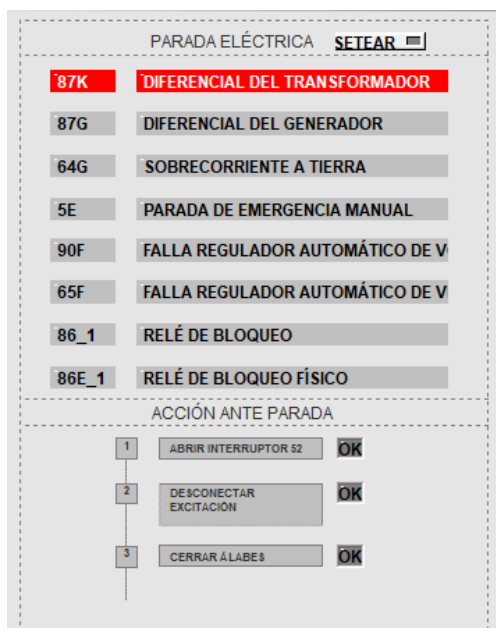 PARADA ELÉCTRICA SETEAR
87K DIFERENCIAL DEL TRANSFORMADOR
87G DIFERENCIAL DEL GENERADOR
64G SOBRECORRIENTE A TIERRA
5E PARADA DE EMERGENCIA MANUAL
90F FALLA REGULADOR AUTOMÁTICO DE
65F FALLA REGULADOR AUTOMÁTICO DE
86_1 RELÉ DE BLOQUEO
86E_1 RELÉ DE BLOQUEO FÍSICO
ACCIÓN ANTE PARADA
1 ABRIR INTERRUPTOR 52 OK
2 DESCONECTAR OK
EXCITACIÓN
3 CERRAR ÁLABES OK